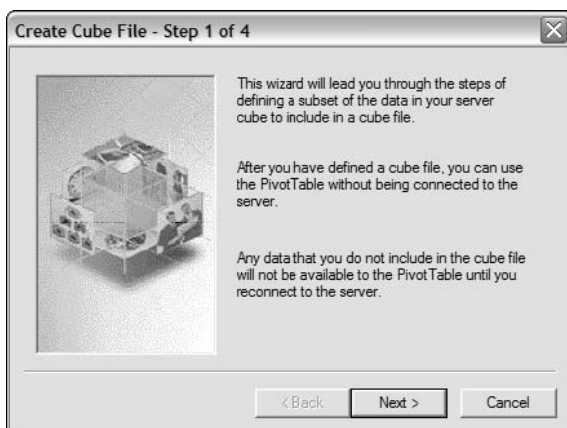 Create Cube File - Step 1 of 4
This wizard will lead you through the steps of
defining a subset of the data in your server
cube to include in a cube file.
After you have defined a cube file, you can use
the PivotTable without being connected to the
server.
Any data that you do not include in the cube file
will not be available to the PivotTable until you
reconnect to the server.
< Back
Next >
Cancel